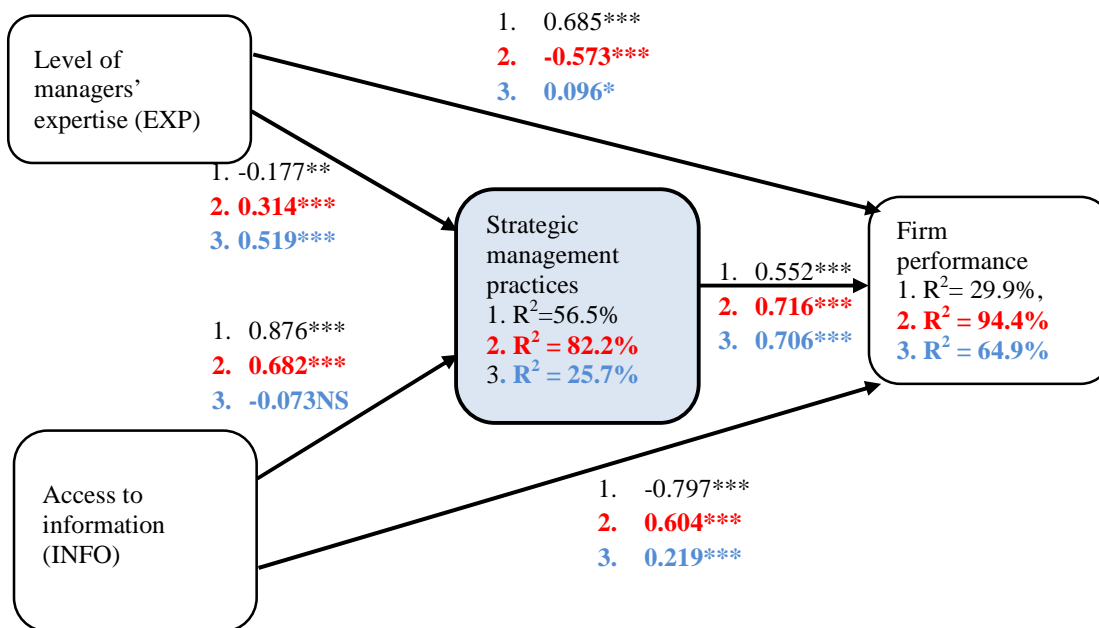 1. 0.685***
2. -0.573***
3. 0.096*
Level of
managers’
expertise (EXP)
1. -0.177**
2. 0.314***
3. 0.519***
Strategic
management
practices
1. R²=56.5%
2. R² = 82.2%
3. R² = 25.7%
1. 0.552***
2. 0.716***
3. 0.706***
Firm
performance
1. R²= 29.9%,
2. R² = 94.4%
3. R² = 64.9%
1. 0.876***
2. 0.682***
3. -0.073NS
Access to
information
(INFO)
1. -0.797***
2. 0.604***
3. 0.219***